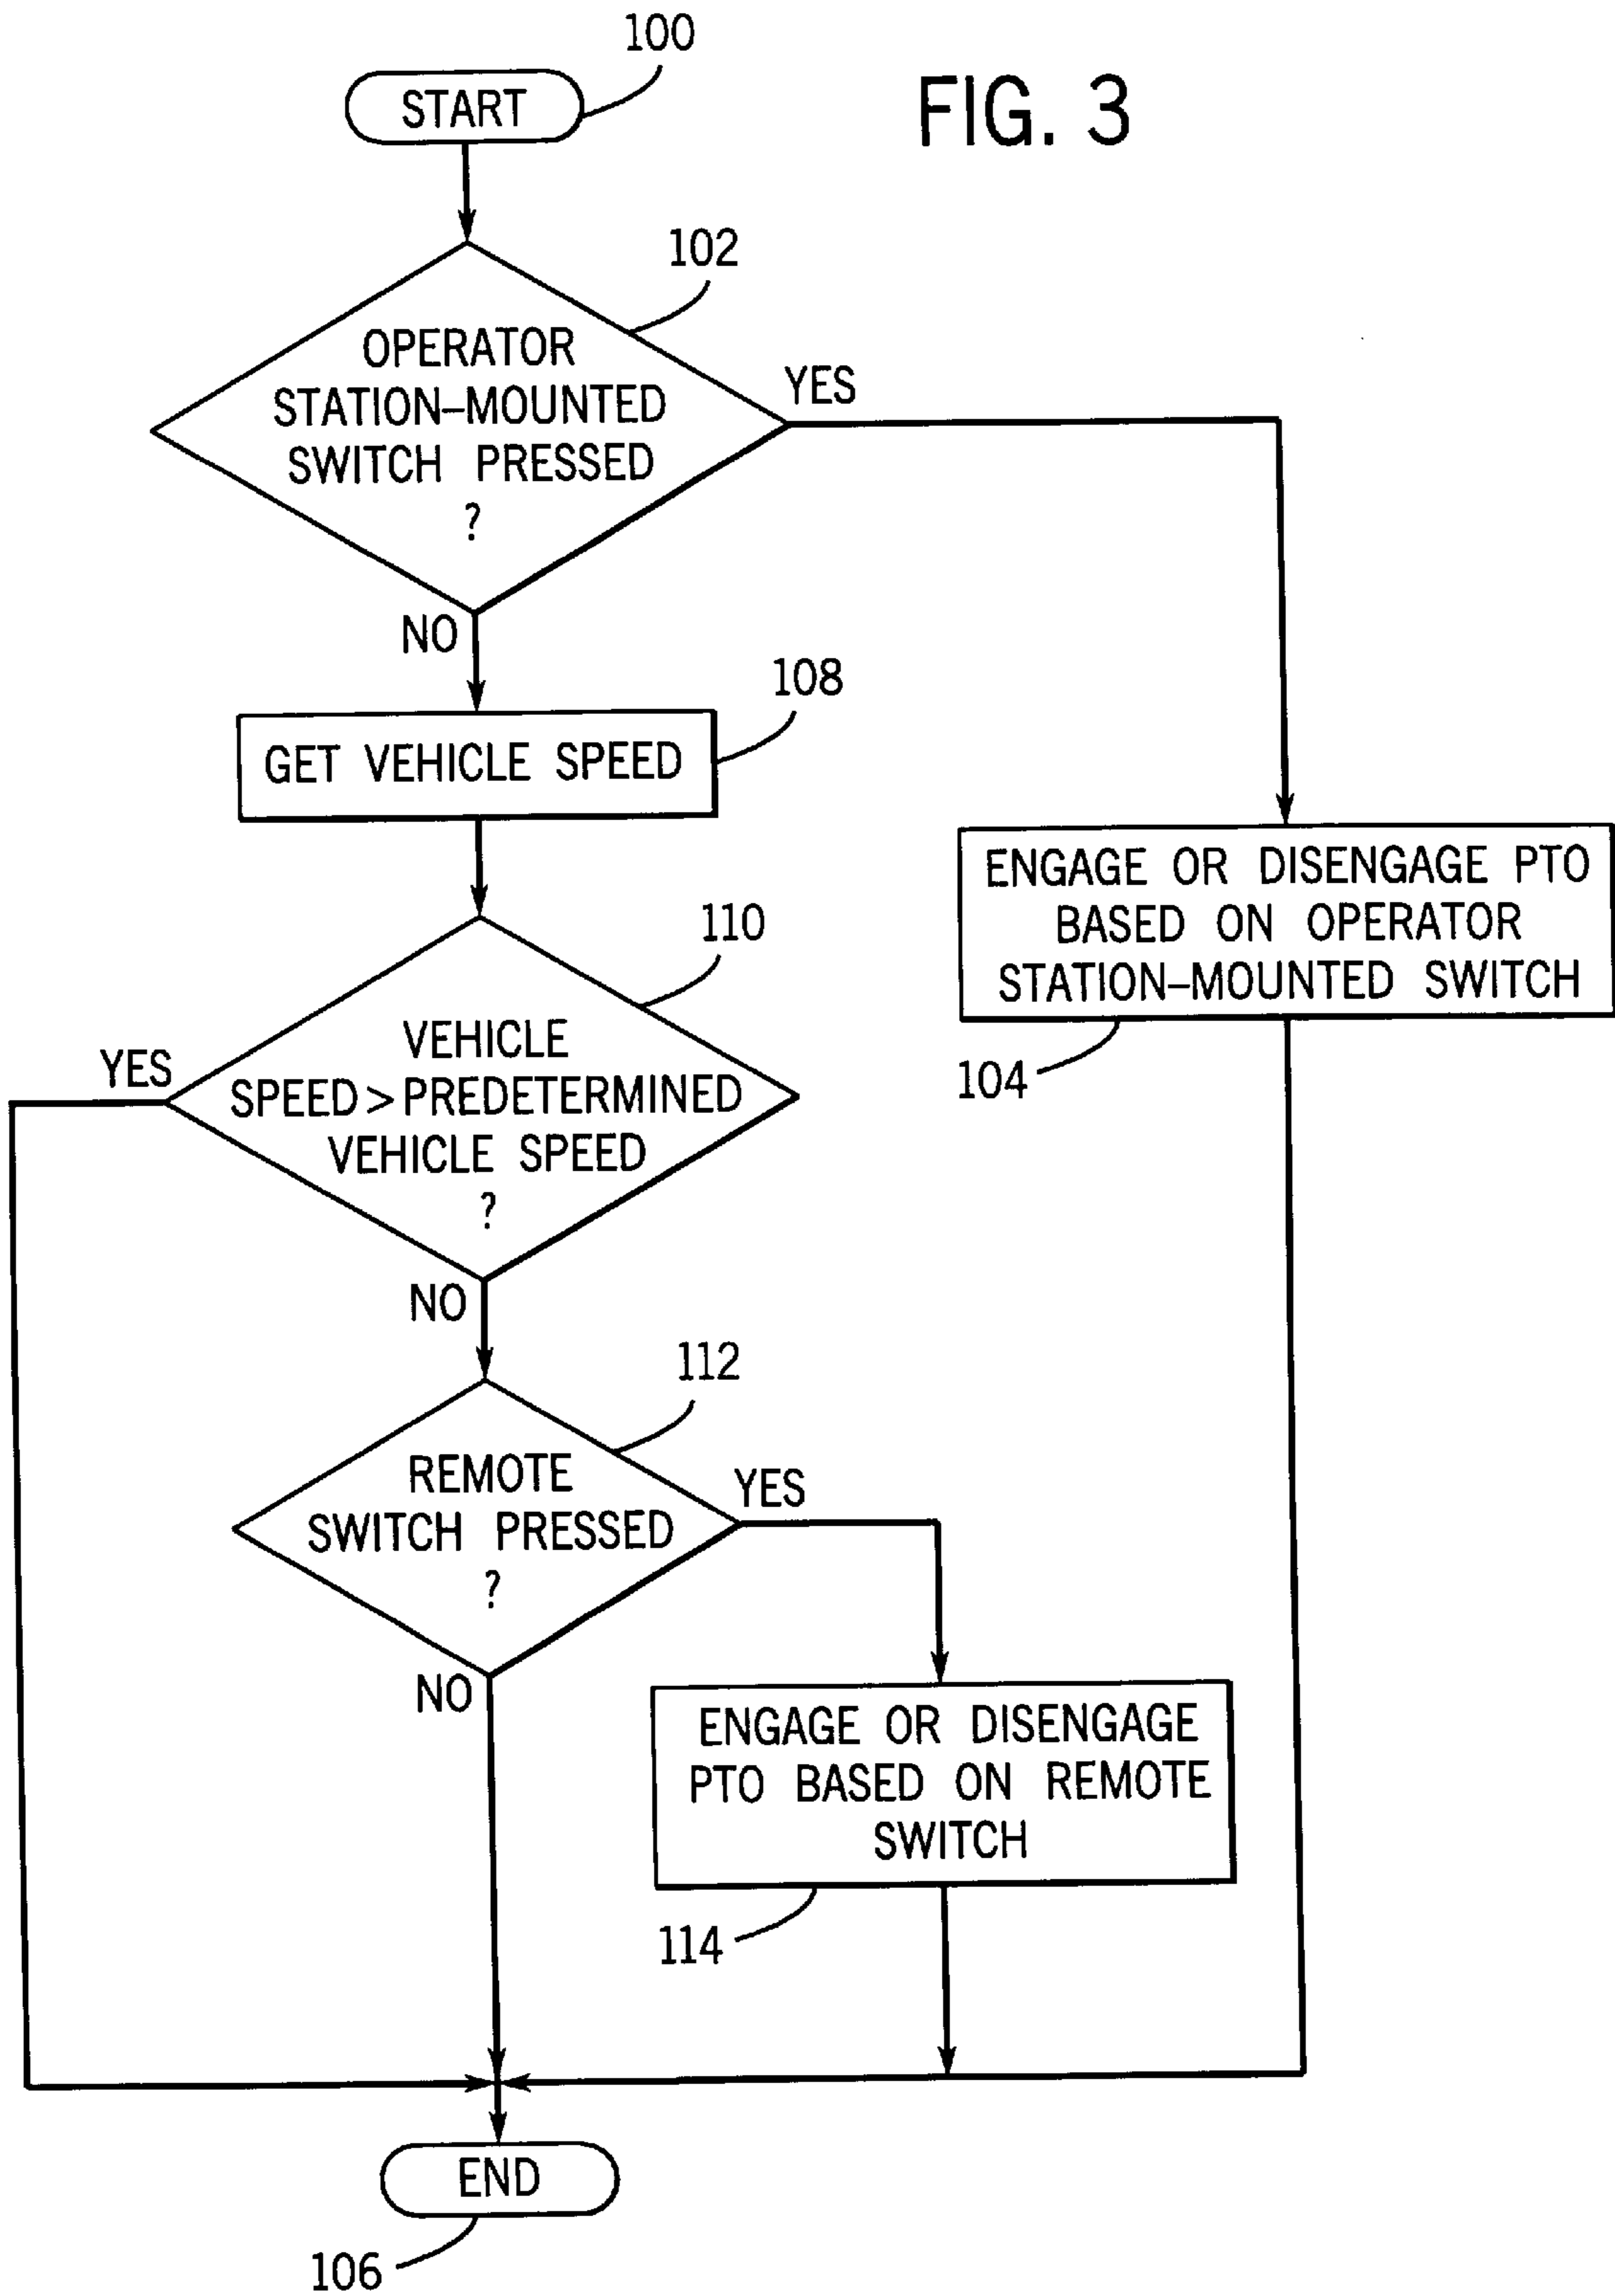 100
START
FIG. 3
102
OPERATOR
STATION–MOUNTED
SWITCH PRESSED
?
YES
NO
108
GET VEHICLE SPEED
ENGAGE OR DISENGAGE PTO
BASED ON OPERATOR
STATION–MOUNTED SWITCH
104
110
VEHICLE
SPEED > PREDETERMINED
VEHICLE SPEED
?
YES
NO
112
REMOTE
SWITCH PRESSED
?
YES
NO
ENGAGE OR DISENGAGE
PTO BASED ON REMOTE
SWITCH
114
END
106